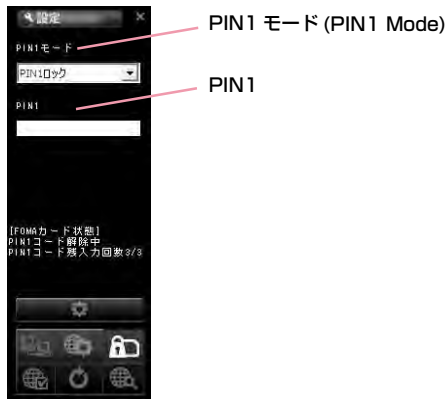 設定
PIN1モード
PIN1ロック
PIN1
[FOMAカード状態]
PIN1コード解除中
PIN1コード残入力回数3/3
PIN1 モード (PIN1 Mode)
PIN1